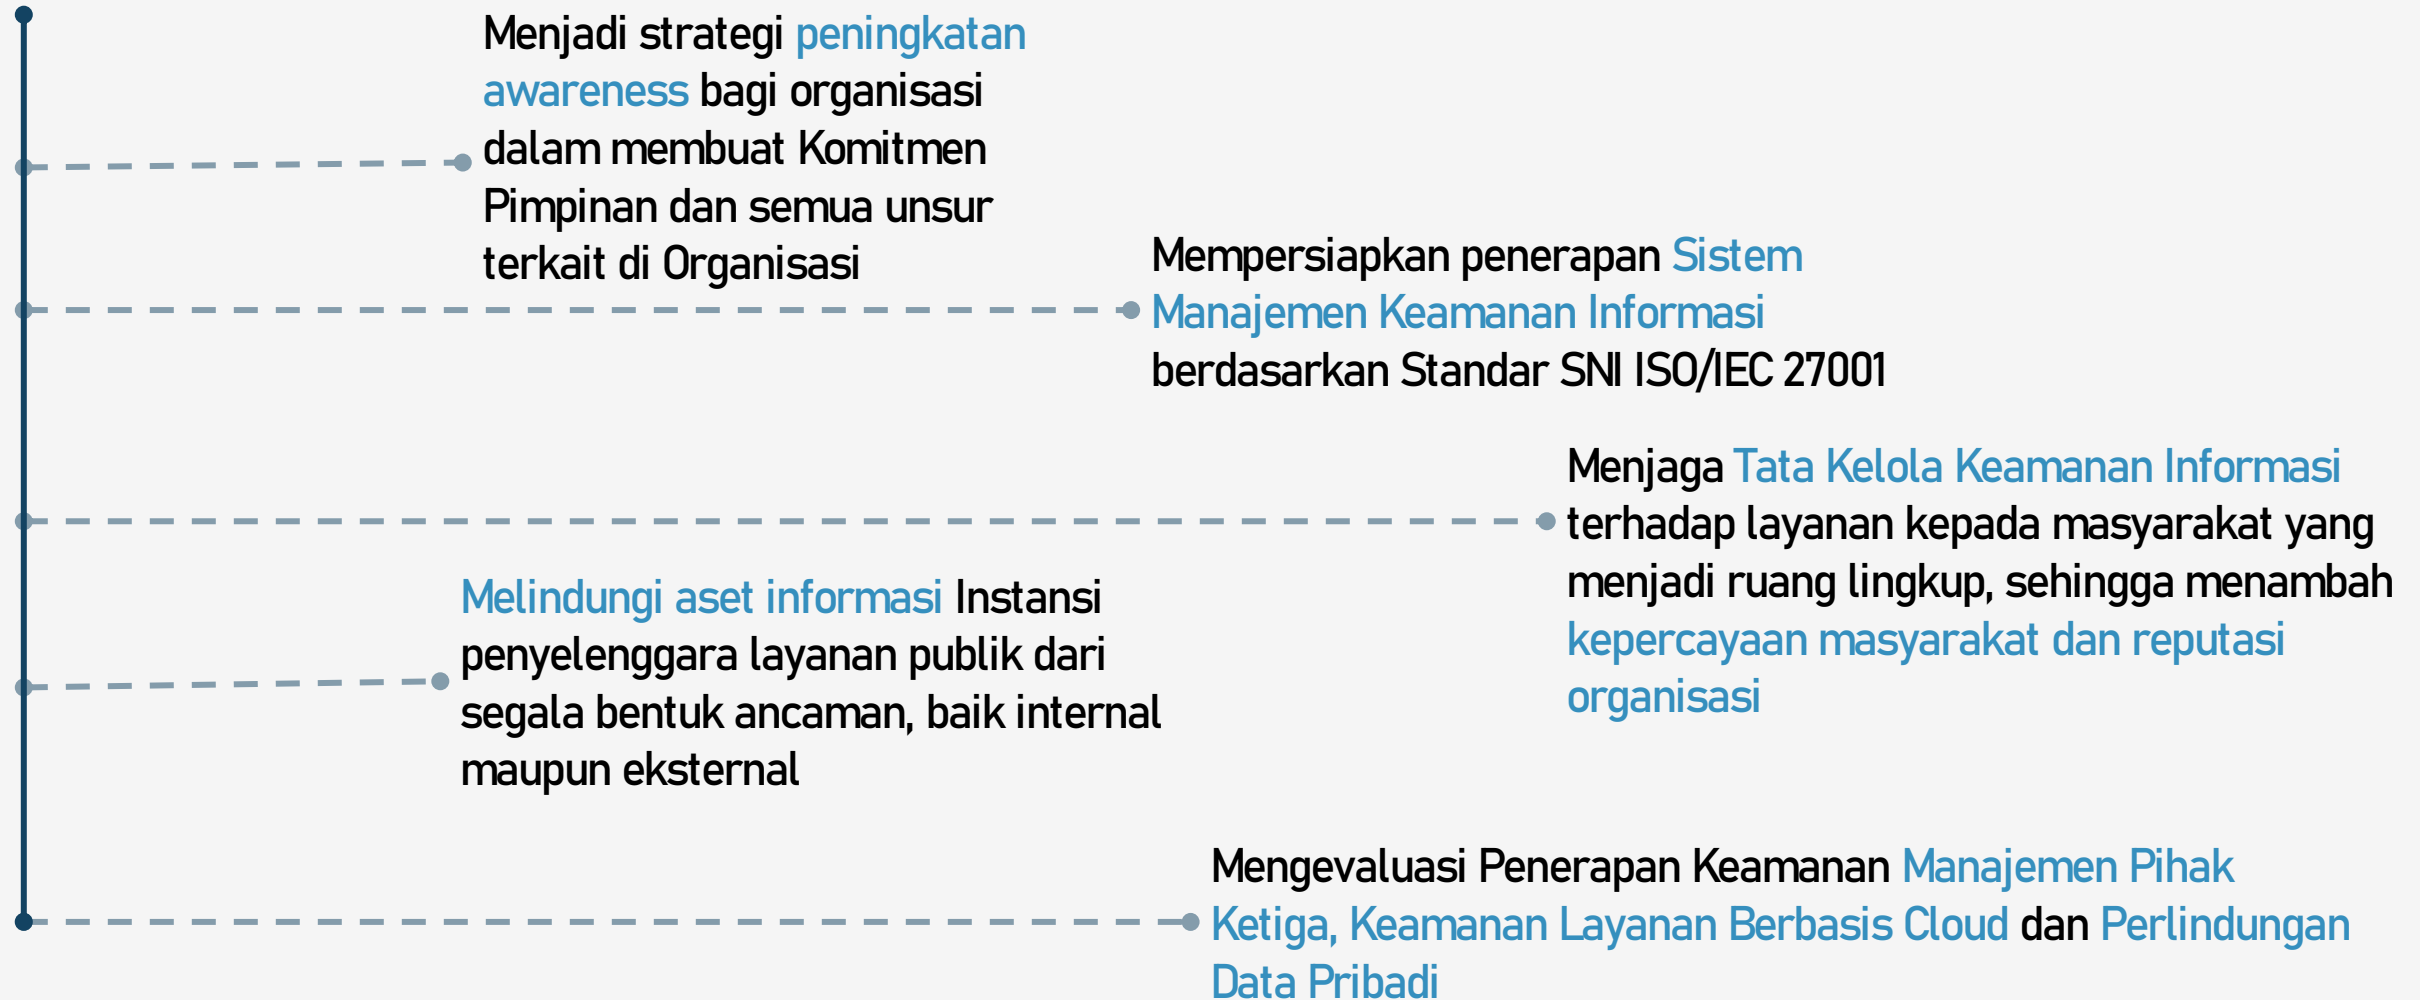 Menjadi strategi peningkatan
awareness bagi organisasi
dalam membuat Komitmen
Pimpinan dan semua unsur
terkait di Organisasi
Mempersiapkan penerapan Sistem
Manajemen Keamanan Informasi
berdasarkan Standar SNI ISO/IEC 27001
Menjaga Tata Kelola Keamanan Informasi
terhadap layanan kepada masyarakat yang
menjadi ruang lingkup, sehingga menambah
kepercayaan masyarakat dan reputasi
organisasi
Melindungi aset informasi Instansi
penyelenggara layanan publik dari
segala bentuk ancaman, baik internal
maupun eksternal
Mengevaluasi Penerapan Keamanan Manajemen Pihak
Ketiga, Keamanan Layanan Berbasis Cloud dan Perlindungan
Data Pribadi